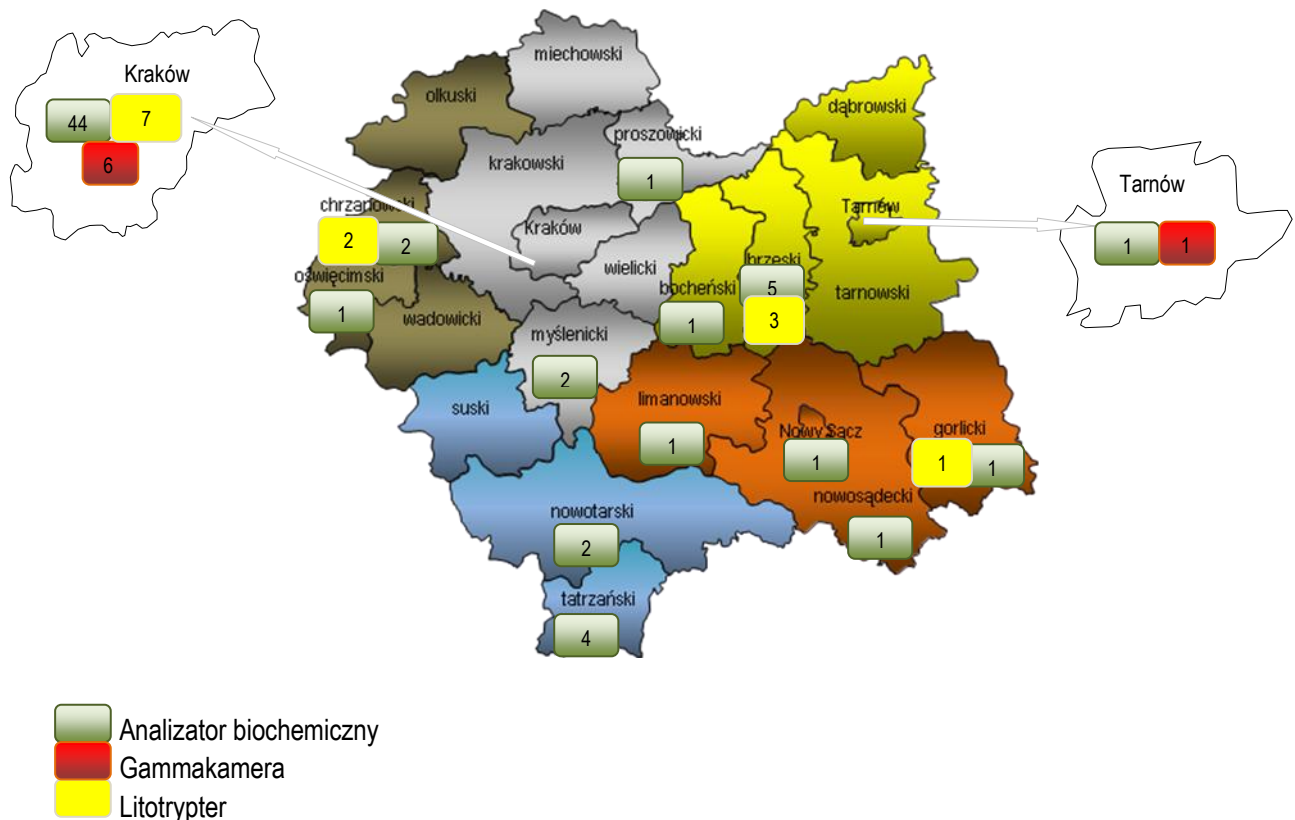 miechowski
Kraków
olkuski
dąbrowski
44
7
proszowicki
6
krakowski
1
Tarnów
chrzanowski
Tarnów
2
2
Kraków
1
1
wielicki
brzeski
oświęcimski
bocheński
5
tarnowski
1
wadowicki
1
3
myślenicki
2
suski
limanowski
Nowy Sącz
gorlicki
1
1
1
1
nowosądecki
nowotarski
2
1
tatrzański
4
Analizator biochemiczny
Gammakamera
Litotrypter